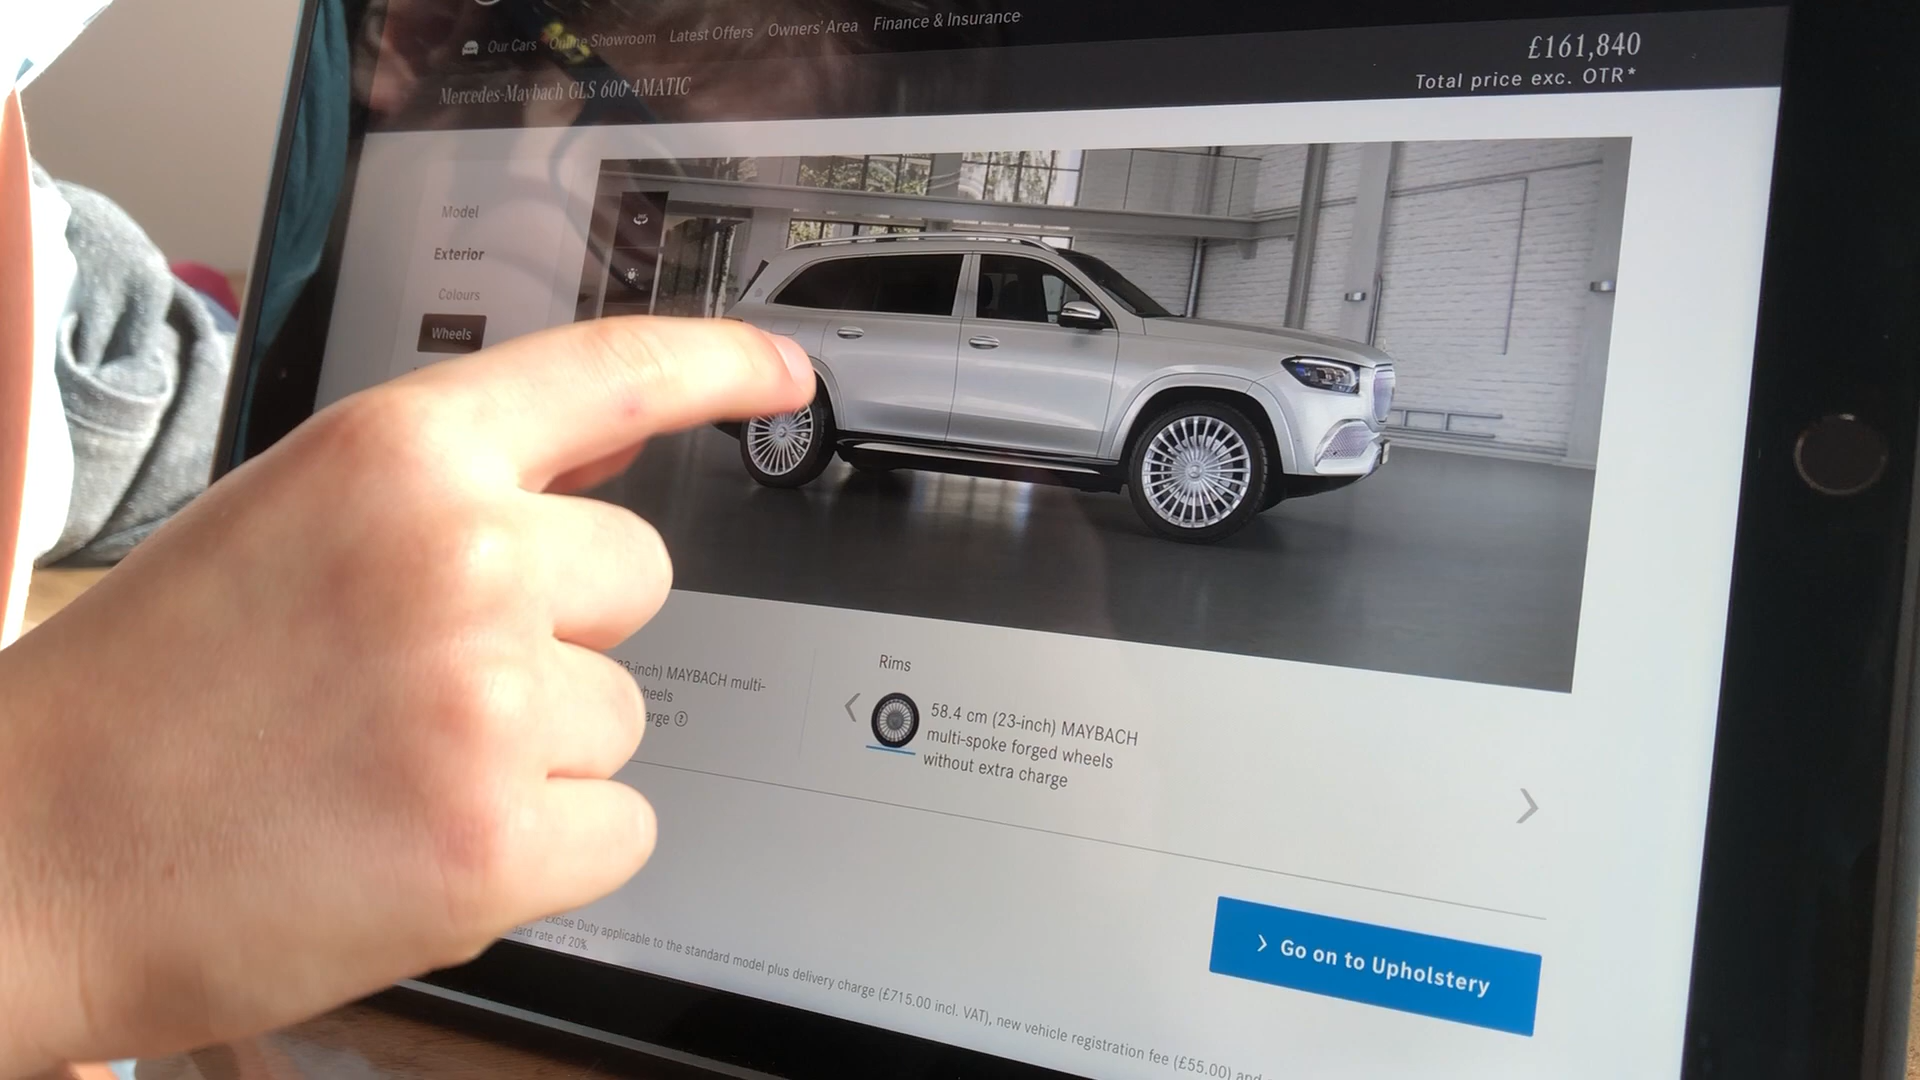 Our Cars Online Showroom Latest Offers Owners' Area Finance & Insurance
Mercedes-Maybach GLS 600 4MATIC
£161,840
Total price exc. OTR*
Model
Exterior
Colours
Wheels
23-inch) MAYBACH multi-
heels
arge ?
Rims
58.4 cm (23-inch) MAYBACH
multi-spoke forged wheels
without extra charge
Go on to Upholstery
Excise Duty applicable to the standard model plus delivery charge (£715.00 incl. VAT), new vehicle registration fee (£55.00) and
dard rate of 20%.